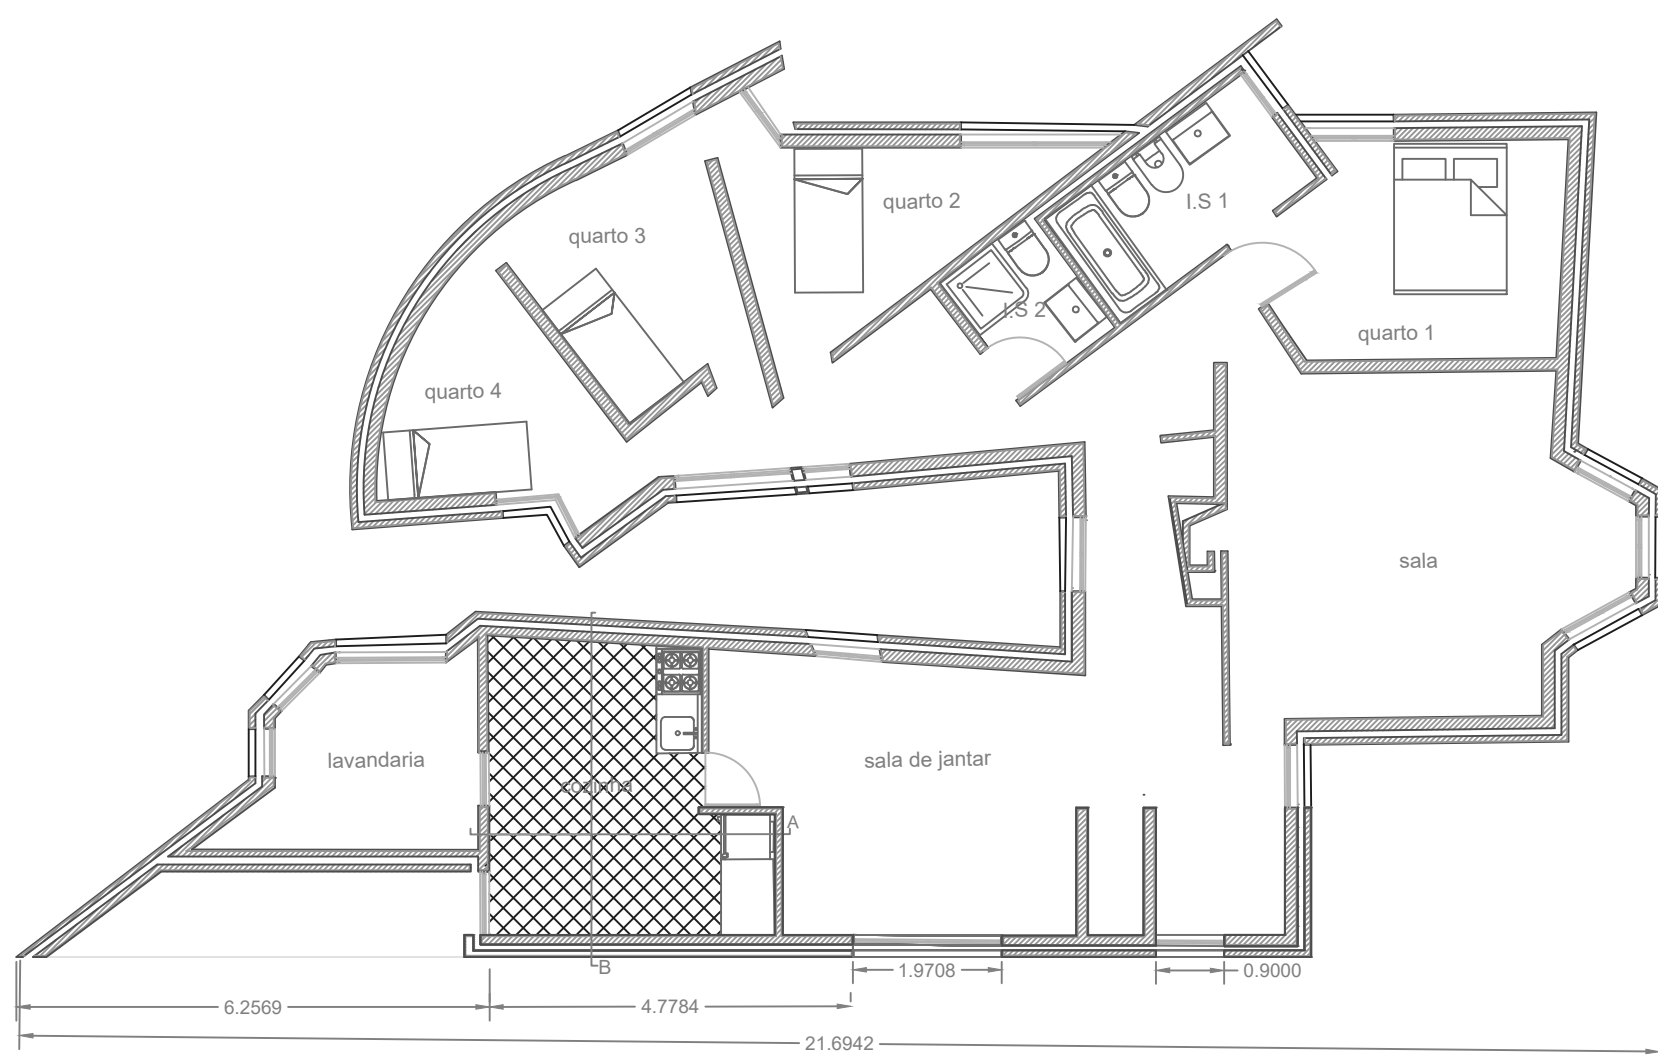 quarto 2
I.S 1
quarto 3
I.S 2
quarto 1
quarto 4
sala
lavandaria
cozinha
sala de jantar
A
B
1.9708
0.9000
6.2569
4.7784
21.6942